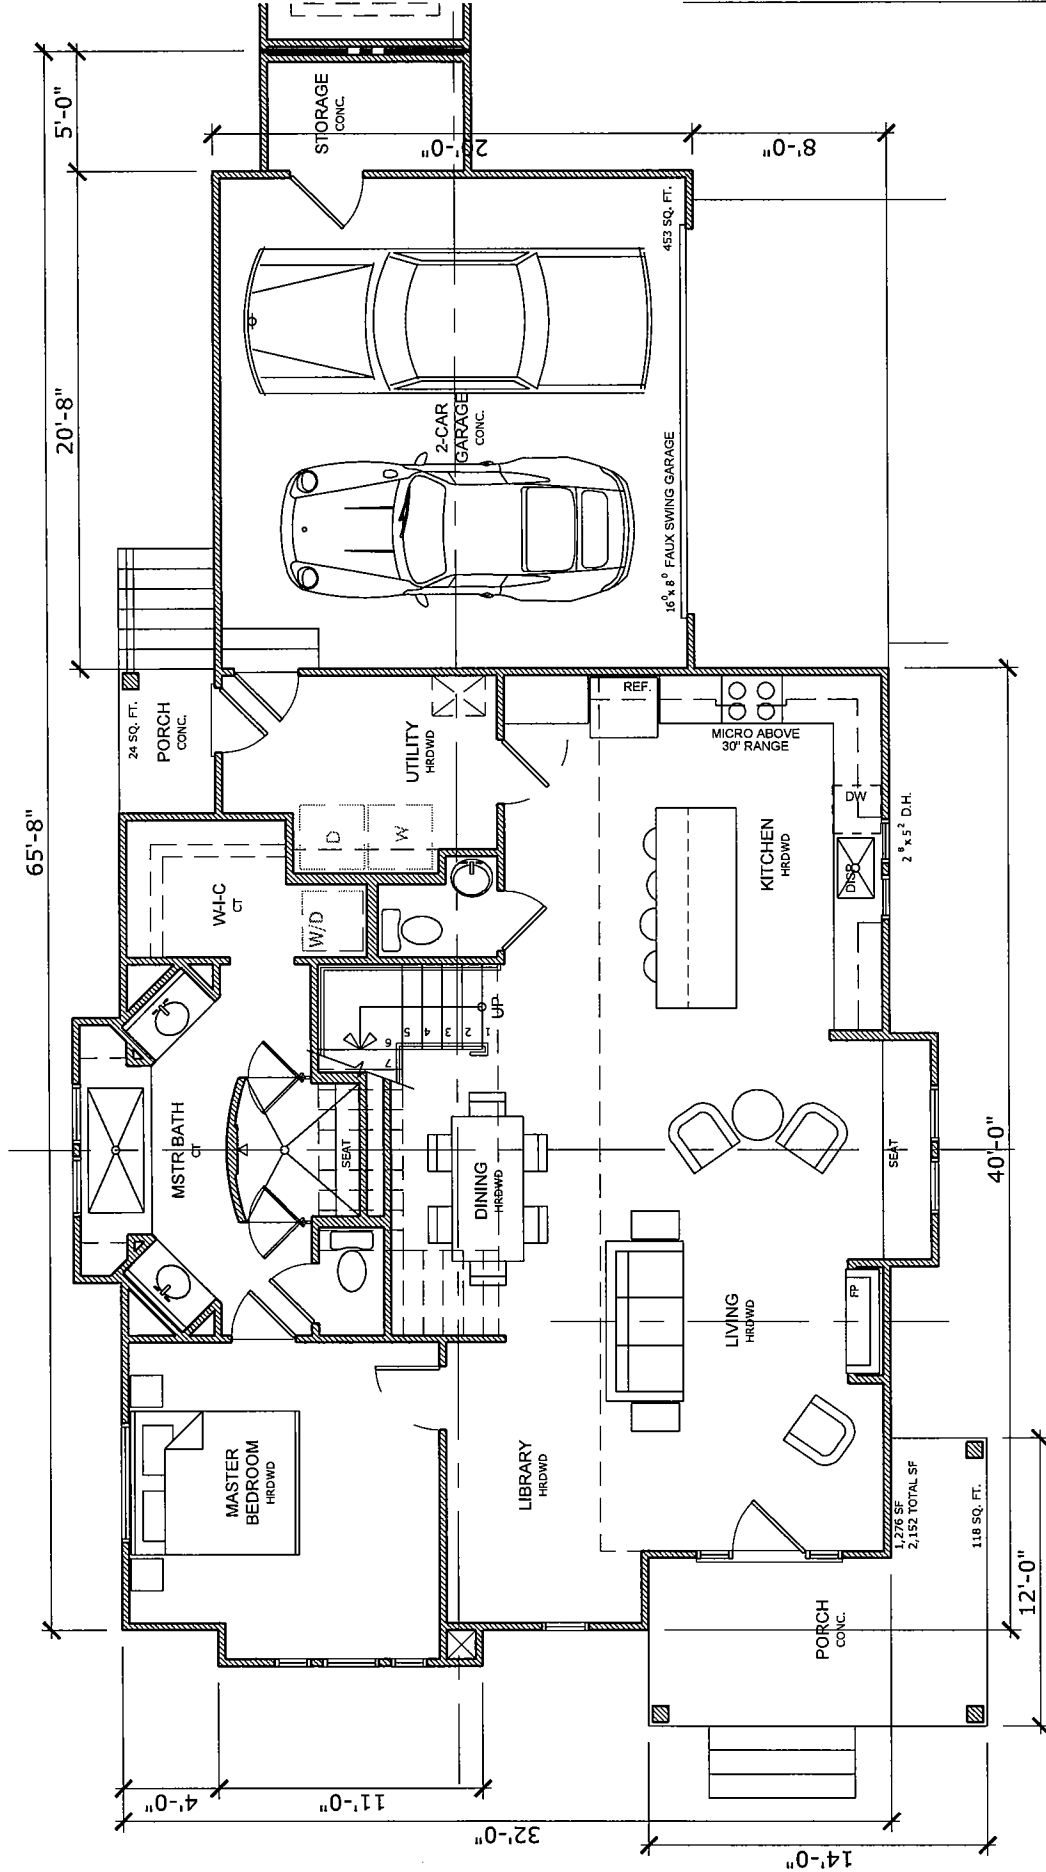 65'-8"
20'-8"
5'-0"
STORAGE
CONC.
8'-0"
453 SQ. FT.
2-CAR
GARAGE
CONC.
16⁰x 8⁰ FAUX SWING GARAGE
24 SQ. FT.
PORCH
CONC.
UTILITY
HRDWD
D
W
REF.
MICRO ABOVE
30" RANGE
DW
DISP.
2⁸x5² D.H.
KITCHEN
HRDWD
W-I-C
CT
W/D
UP
1
2
3
4
5
6
7
MSTR BATH
CT
SEAT
DINING
HRDWD
SEAT
40'-0"
LIVING
HRDWD
FP
MASTER
BEDROOM
HRDWD
LIBRARY
HRDWD
1,276 SF
2,152 TOTAL SF
118 SQ. FT.
PORCH
CONC.
12'-0"
4'-0"
11'-0"
32'-0"
14'-0"